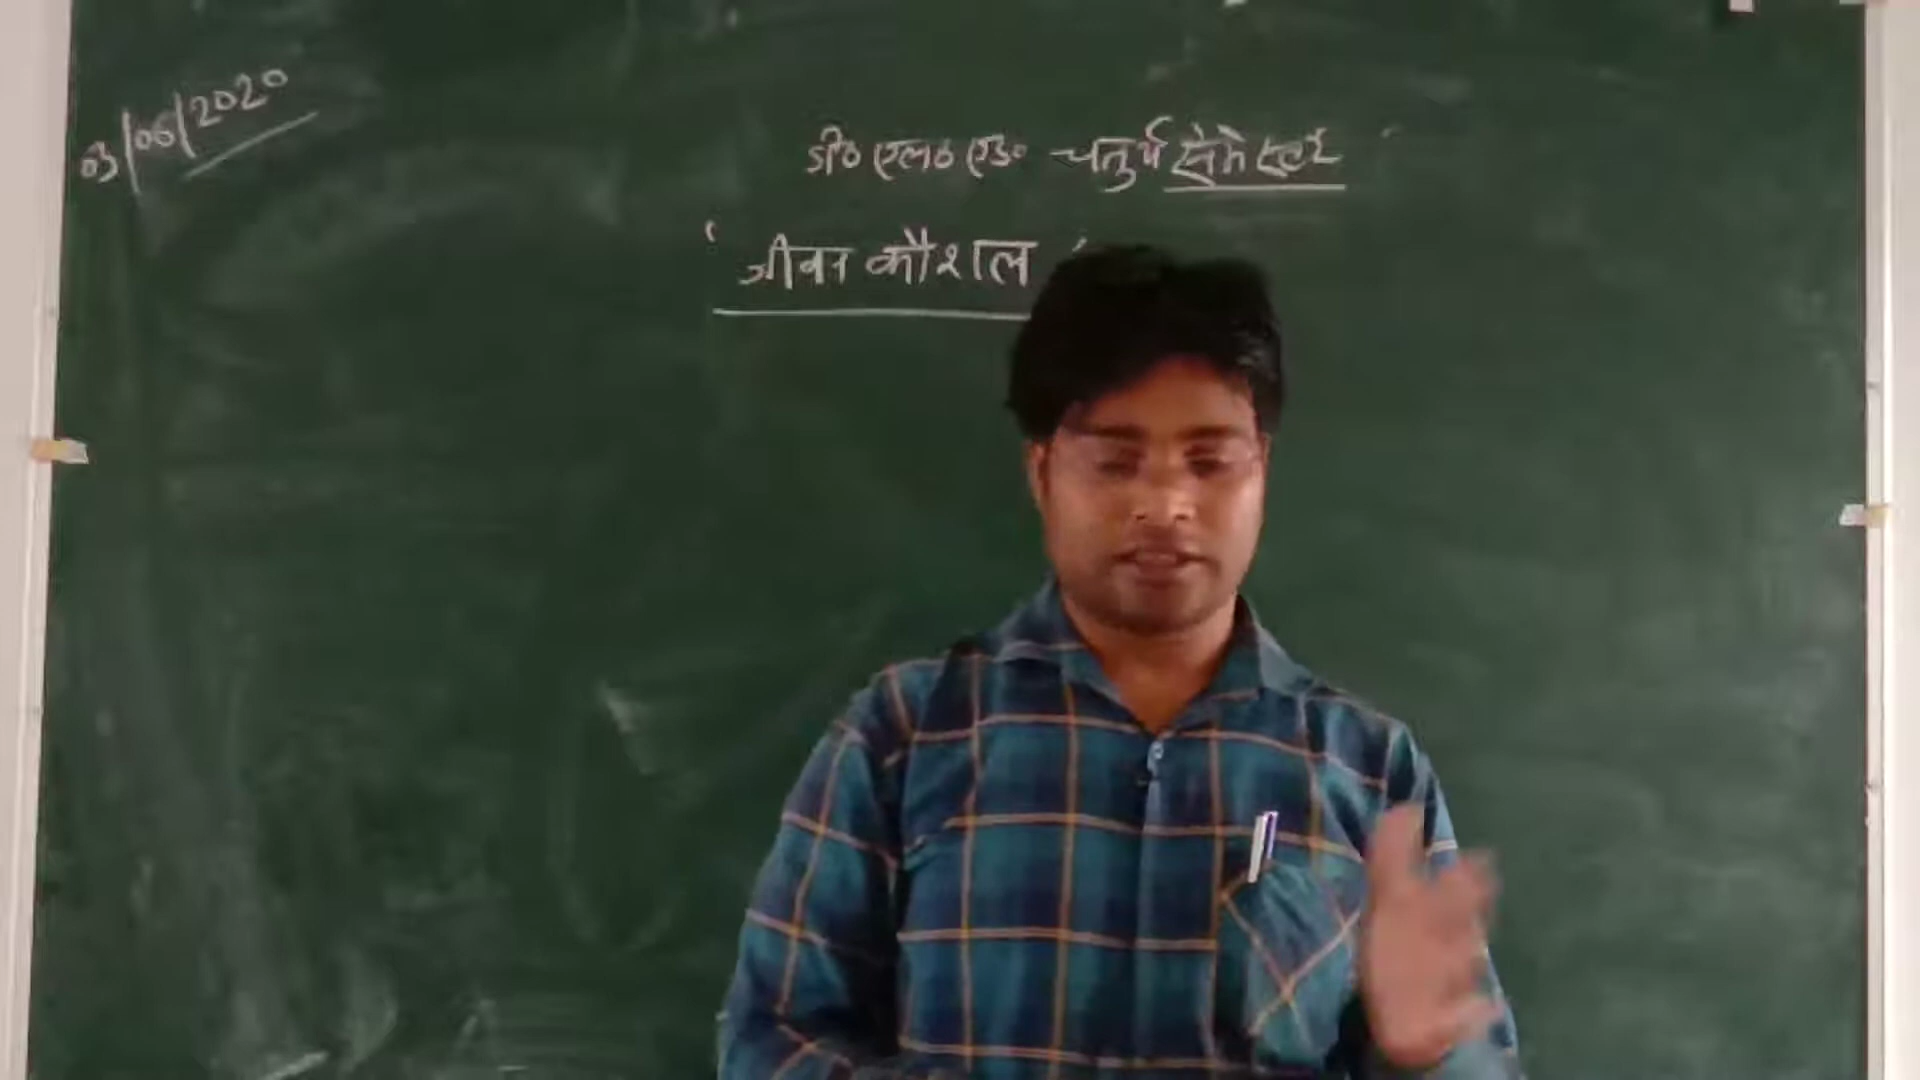 03/06/2020
डी० एल० एड० चतुर्थ सेमेस्टर
' जीवन कौशल '